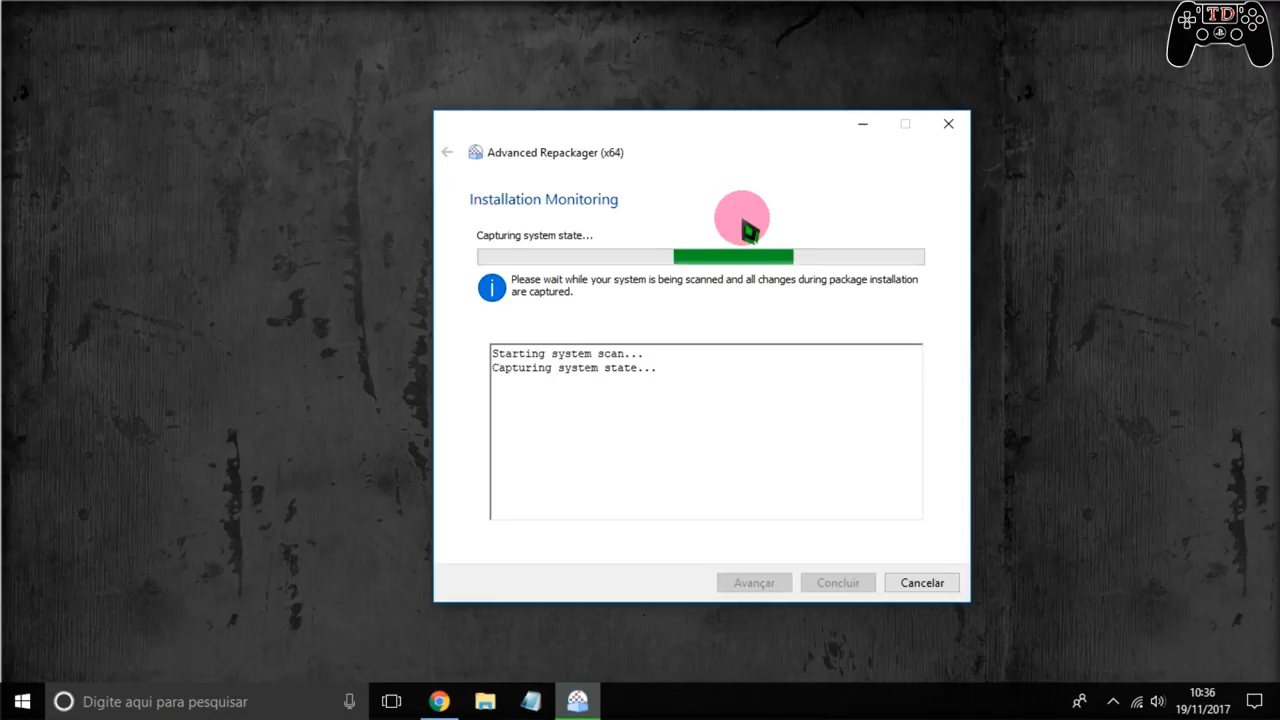 TD
Advanced Repackager (x64)
Installation Monitoring
Capturing system state...
Please wait while your system is being scanned and all changes during package installation
are captured.
Starting system scan...
Capturing system state...
Avançar
Concluir
Cancelar
Digite aqui para pesquisar
10:36
19/11/2017